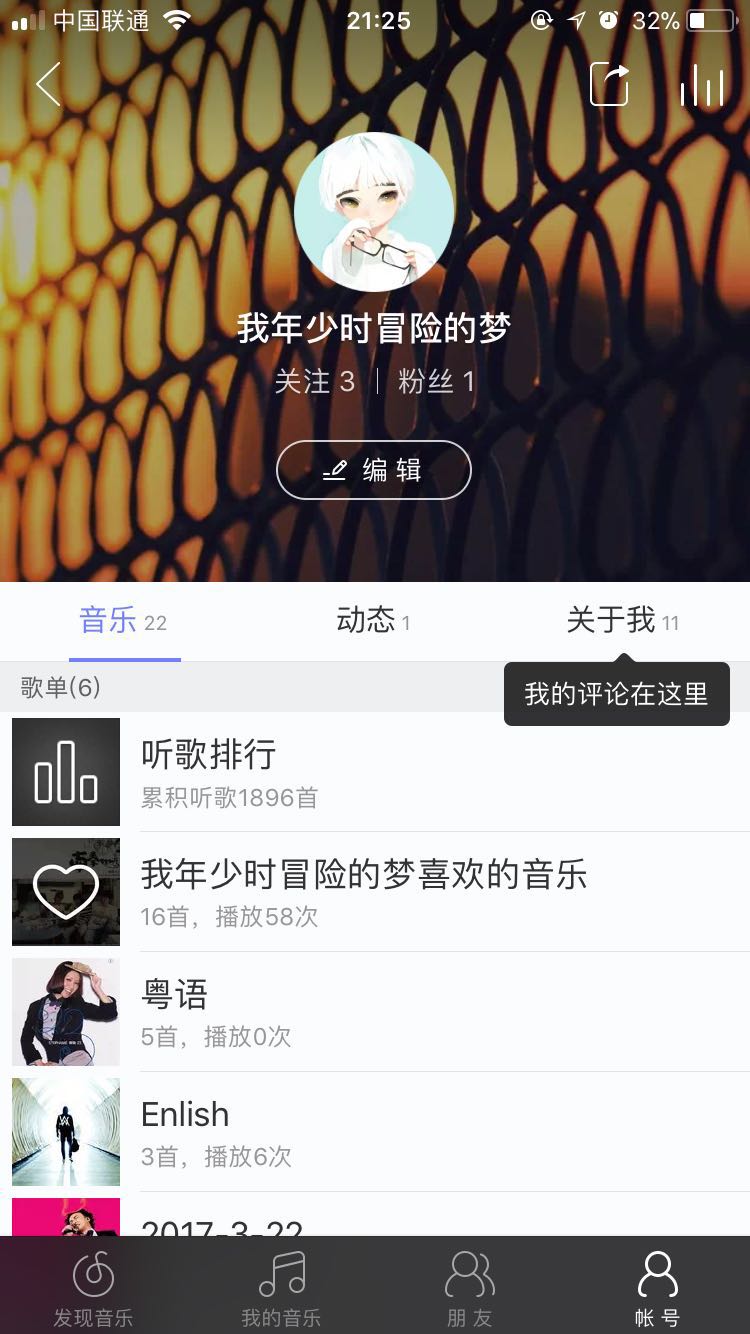 中国联通 21:25 32%
我年少时冒险的梦
关注 3 | 粉丝 1
编 辑
音乐 22 动态 1 关于我 11
歌单(6)
我的评论在这里
听歌排行
累积听歌1896首
我年少时冒险的梦喜欢的音乐
16首，播放58次
粤语
5首，播放0次
Enlish
3首，播放6次
2017-3-22
发现音乐 我的音乐 朋 友 帐 号